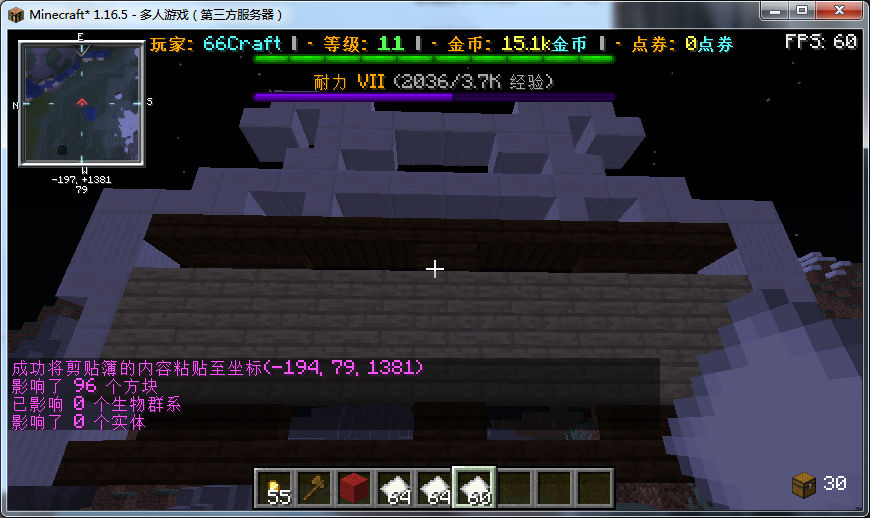 Minecraft* 1.16.5 - 多人游戏（第三方服务器）
玩家: 66Craft | - 等级: 11 | - 金币: 15.1k金币 | - 点券: 0点券
FPS: 60
耐力 VII (2036/3.7K 经验)
E
N
S
W
-197, +1381
79
成功将剪贴簿的内容粘贴至坐标(-194, 79, 1381)
影响了 96 个方块
已影响 0 个生物群系
影响了 0 个实体
55
64
64
60
30